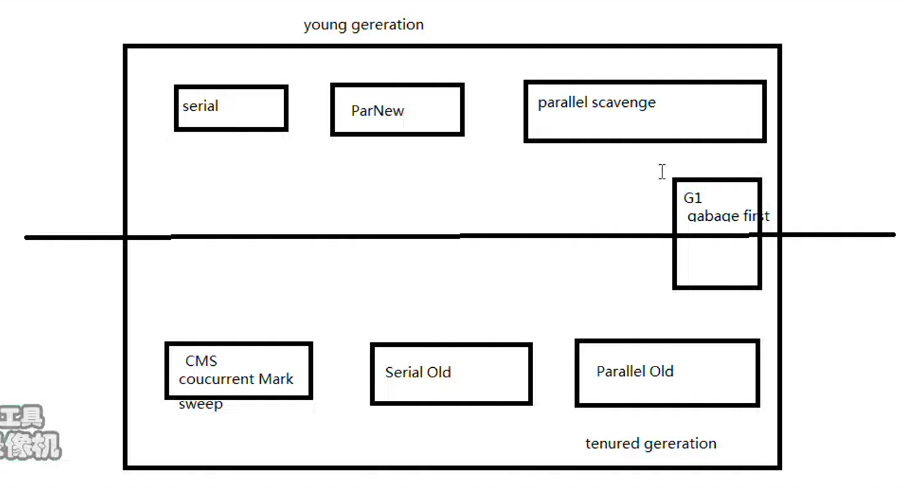 young gereration
serial
ParNew
parallel scavenge
G1
gabage first
CMS
coucurrent Mark
sweep
Serial Old
Parallel Old
工具
像机
tenured gereration